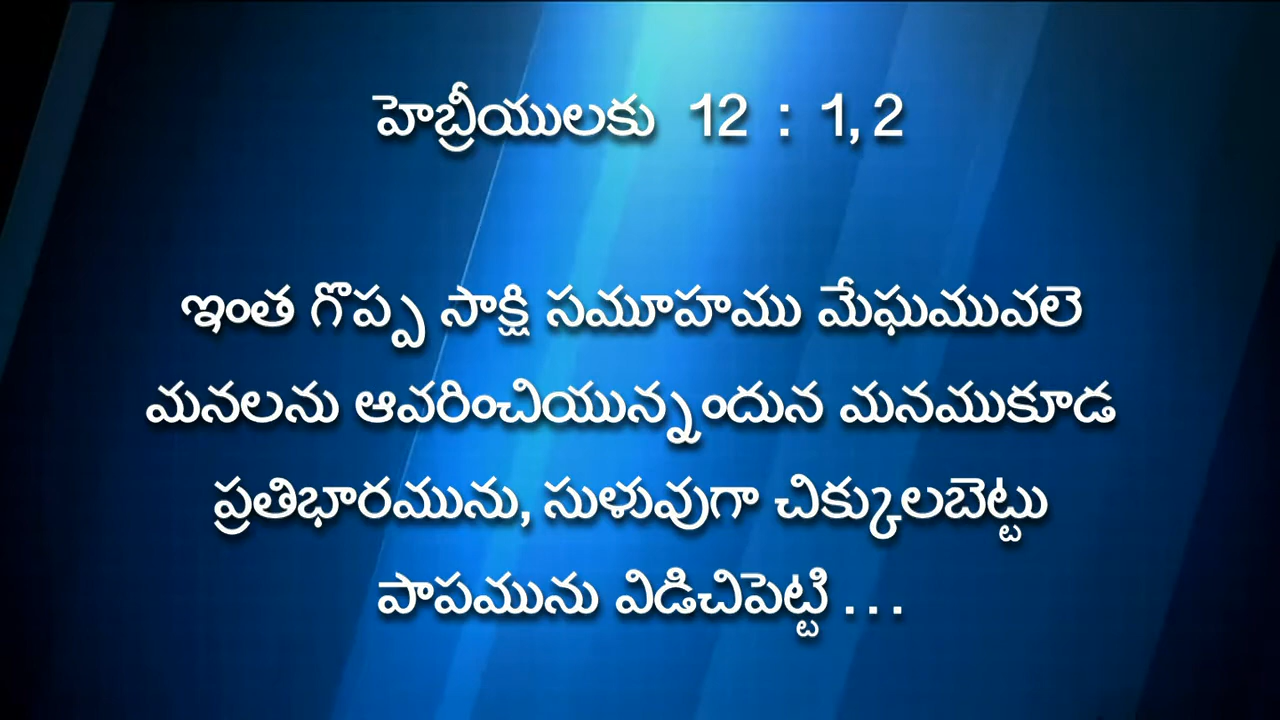 హెబ్రీయులకు 12 : 1, 2
ఇంత గొప్ప సాక్షి సమూహము మేఘమువలె
మనలను ఆవరించియున్నందున మనముకూడ
ప్రతిభారమును, సుళువుగా చిక్కులబెట్టు
పాపమును విడిచిపెట్టి . . .